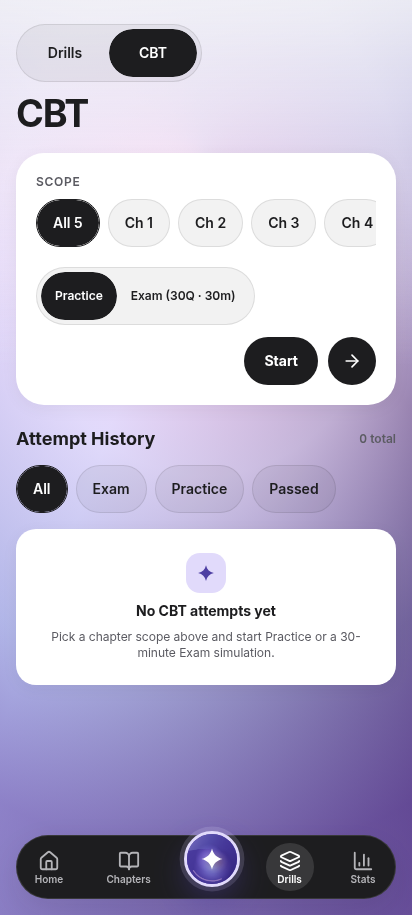 Drills CBT
CBT
SCOPE
All 5 Ch 1 Ch 2 Ch 3 Ch 4
Practice Exam (30Q · 30m)
Start
Attempt History 0 total
All Exam Practice Passed
No CBT attempts yet
Pick a chapter scope above and start Practice or a 30-
minute Exam simulation.
Home Chapters Drills Stats